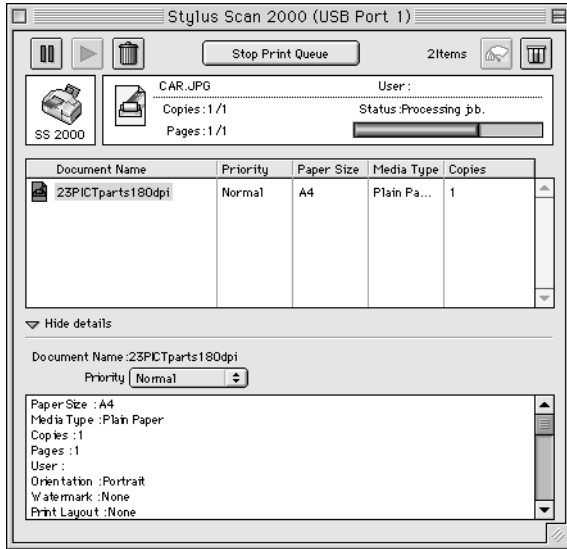 Stylus Scan 2000 (USB Port 1)
Stop Print Queue 2Items
CAR.JPG User :
Copies :1 /1 Status :Processing job.
Pages :1 /1
SS 2000
Document Name Priority Paper Size Media Type Copies
23PICTparts180dpi Normal A4 Plain Pa... 1
Hide details
Document Name :23PICTparts180dpi
Priority Normal
Paper Size : A4
Media Type :Plain Paper
Copies :1
Pages :1
User :
Orientation :Portrait
Watermark :None
Print Layout :None